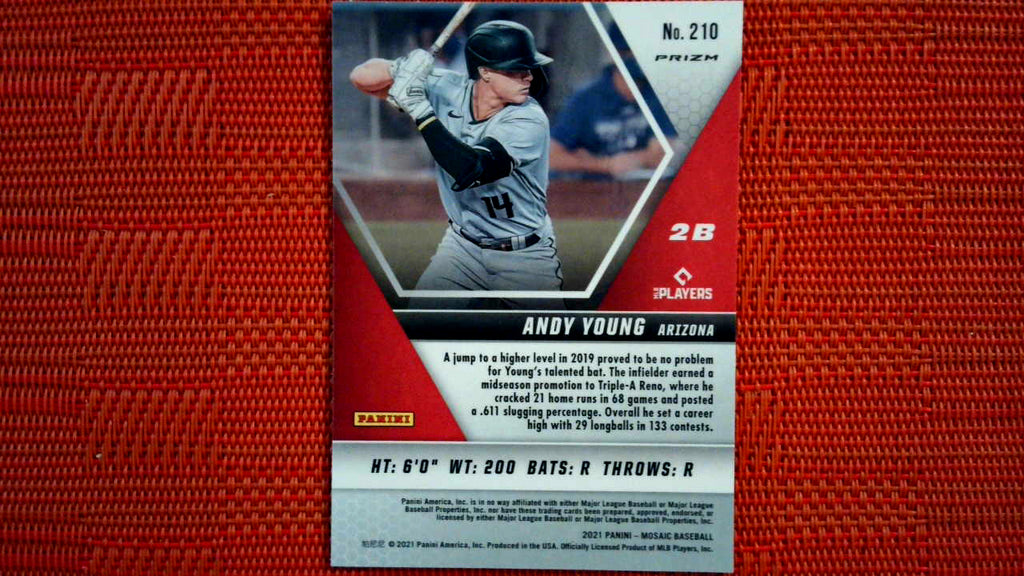 No. 210
PRIZM
14
2B
MLB PLAYERS
ANDY YOUNG ARIZONA
A jump to a higher level in 2019 proved to be no problem
for Young's talented bat. The infielder earned a
midseason promotion to Triple-A Reno, where he
cracked 21 home runs in 68 games and posted
a .611 slugging percentage. Overall he set a career
high with 29 longballs in 133 contests.
PANINI
HT: 6'0" WT: 200 BATS: R THROWS: R
Panini America, Inc. is in no way affiliated with either Major League Baseball or Major League
Baseball Properties, Inc. nor have these trading cards been prepared, approved, endorsed, or
licensed by either Major League Baseball or Major League Baseball Properties, Inc.
2021 PANINI – MOSAIC BASEBALL
帕尼尼 © 2021 Panini America, Inc. Produced in the USA. Officially Licensed Product of MLB Players, Inc.